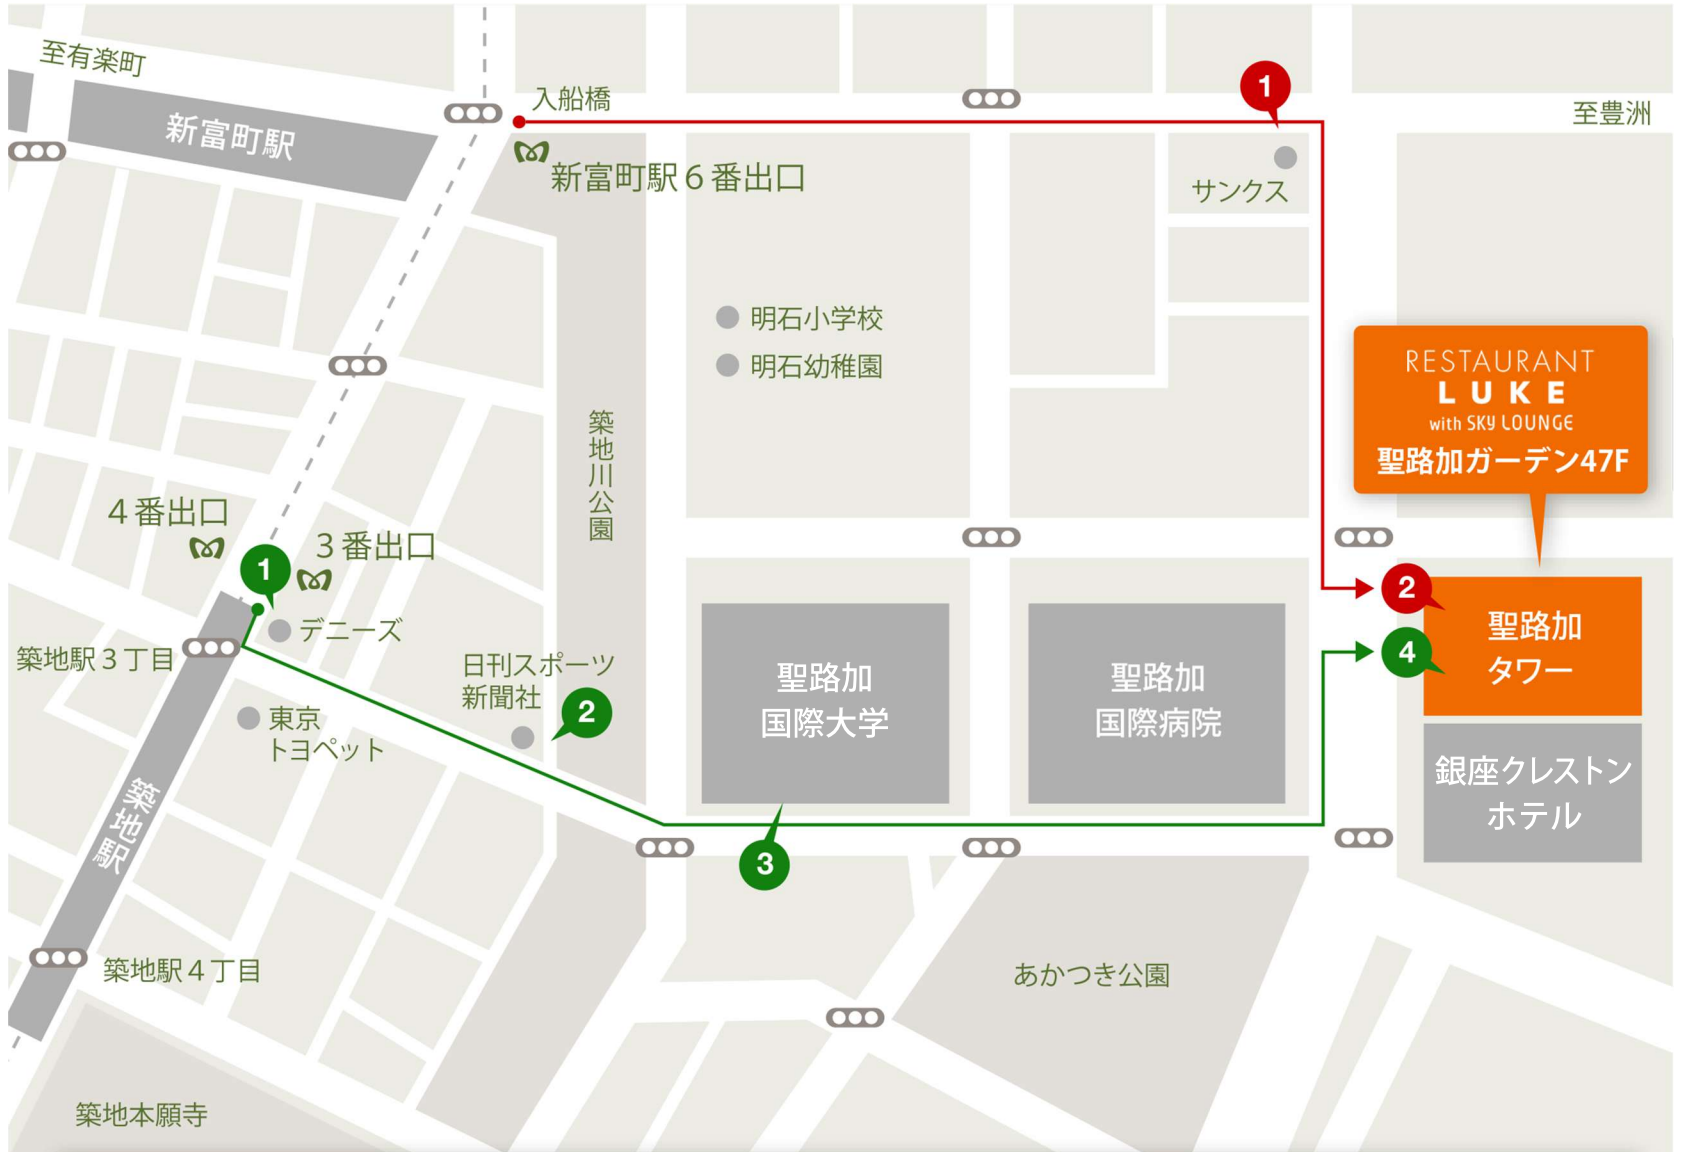 至有楽町
新富町駅
入船橋
新富町駅６番出口
1
至豊洲
サンクス
明石小学校
明石幼稚園
築地川公園
RESTAURANT
LUKE
with SKY LOUNGE
聖路加ガーデン47F
４番出口
３番出口
1
デニーズ
築地駅３丁目
日刊スポーツ
新聞社
2
東京
トヨペット
築地駅
聖路加
国際大学
聖路加
国際病院
2
4
聖路加
タワー
銀座クレストン
ホテル
3
築地駅４丁目
あかつき公園
築地本願寺